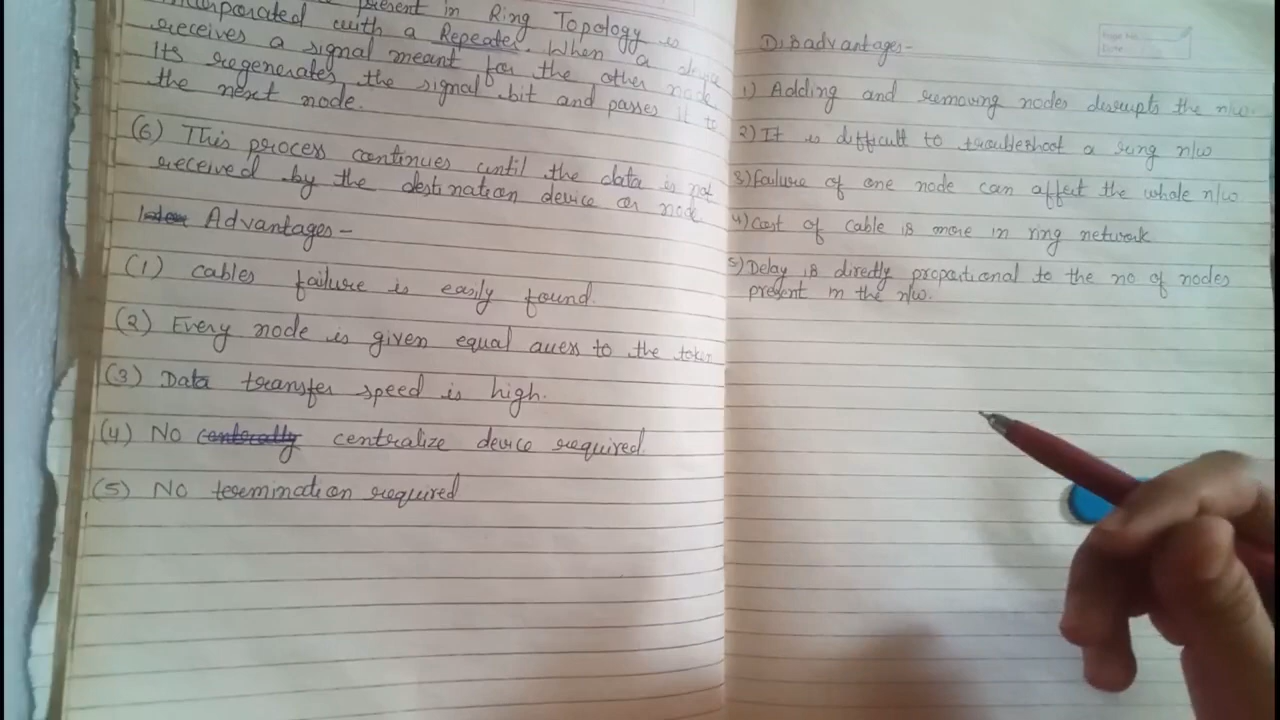 present in Ring Topology is
incorporated with a Repeater. When a device
receives a signal meant for the other node
Its regenerates the signal bit and passes it to
the next node.
(6) This process continues until the data is not
received by the destination device or node
Advantages-
(1) cables failure is easily found.
(2) Every node is given equal access to the token
(3) Data transfer speed is high.
(4) No centrally centralize device required.
(5) No termination required
Page No.
Date
Disadvantages-
1) Adding and removing nodes disrupts the n/w.
2) It is difficult to troubleshoot a ring n/w
3) failure of one node can affect the whole n/w
4) Cost of cable is more in ring network
5) Delay is directly propotional to the no of nodes
present in the n/w.